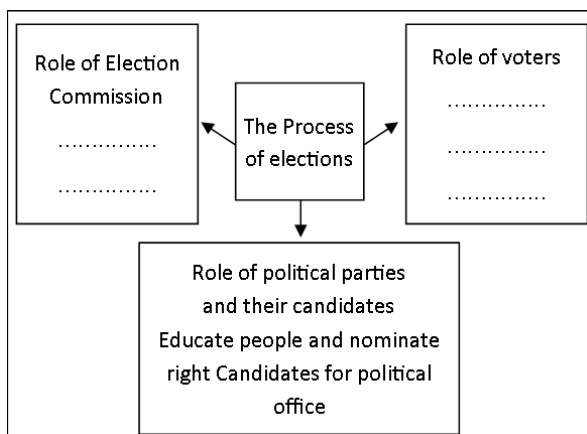 Role of Election
Commission
……………
……………
The Process
of elections
Role of voters
……………
……………
……………
Role of political parties
and their candidates
Educate people and nominate
right Candidates for political
office